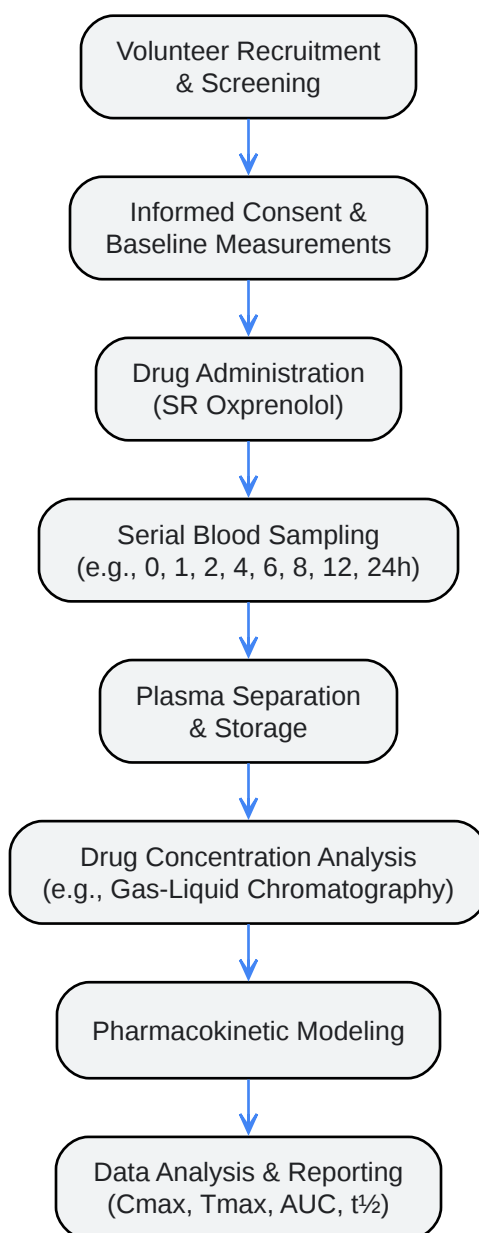 Volunteer Recruitment
& Screening
Informed Consent &
Baseline Measurements
Drug Administration
(SR Oxprenolol)
Serial Blood Sampling
(e.g., 0, 1, 2, 4, 6, 8, 12, 24h)
Plasma Separation
& Storage
Drug Concentration Analysis
(e.g., Gas-Liquid Chromatography)
Pharmacokinetic Modeling
Data Analysis & Reporting
(Cmax, Tmax, AUC, t½)